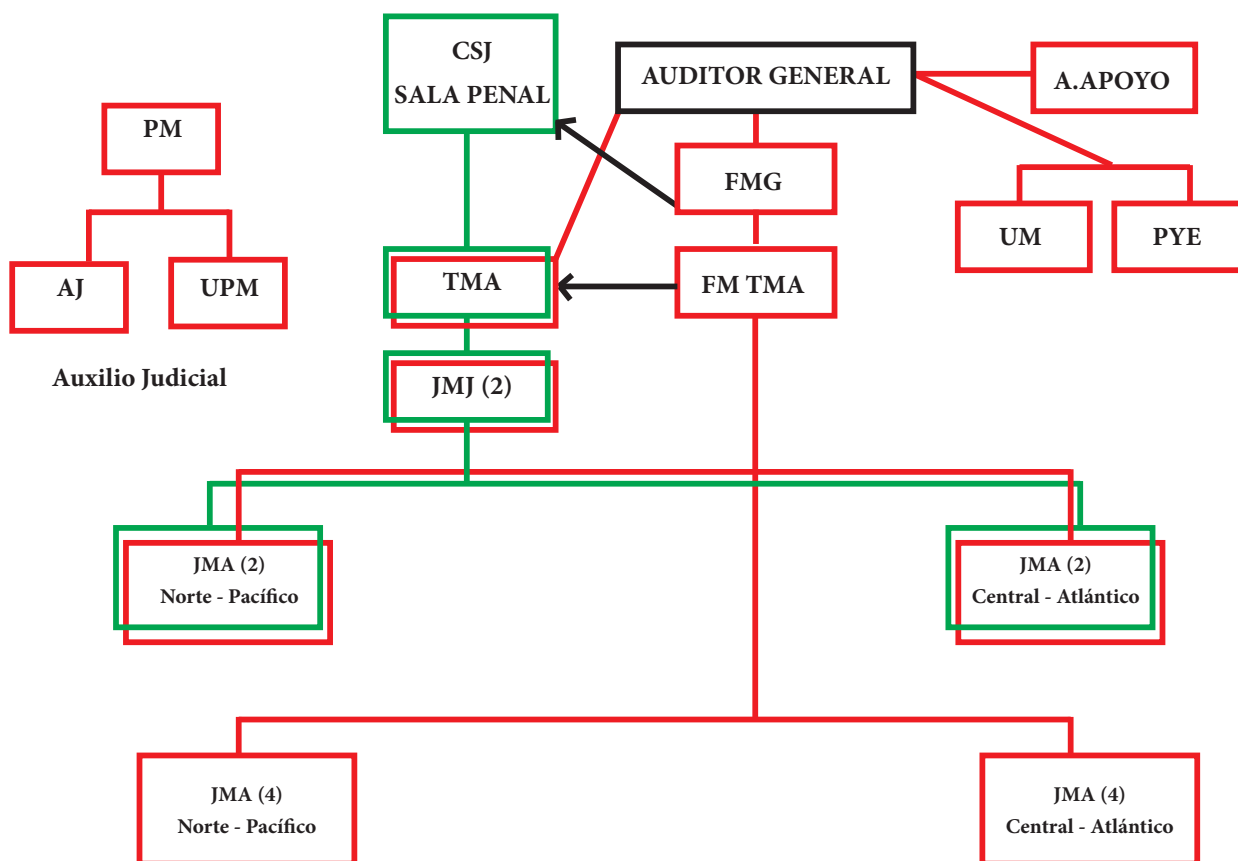 CSJ
SALA PENAL
AUDITOR GENERAL
A.APOYO
PM
FMG
UM
PYE
AJ
UPM
TMA
FM TMA
Auxilio Judicial
JMJ (2)
JMA (2)
Norte - Pacífico
JMA (2)
Central - Atlántico
JMA (4)
Norte - Pacífico
JMA (4)
Central - Atlántico